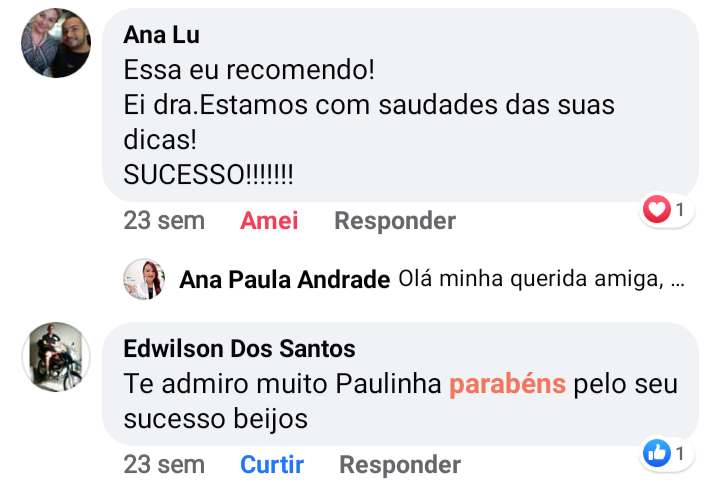 Ana Lu
Essa eu recomendo!
Ei dra.Estamos com saudades das suas
dicas!
SUCESSO!!!!!!!
23 sem Amei Responder 1
Ana Paula Andrade Olá minha querida amiga, ...
Edwilson Dos Santos
Te admiro muito Paulinha parabéns pelo seu
sucesso beijos
23 sem Curtir Responder 1